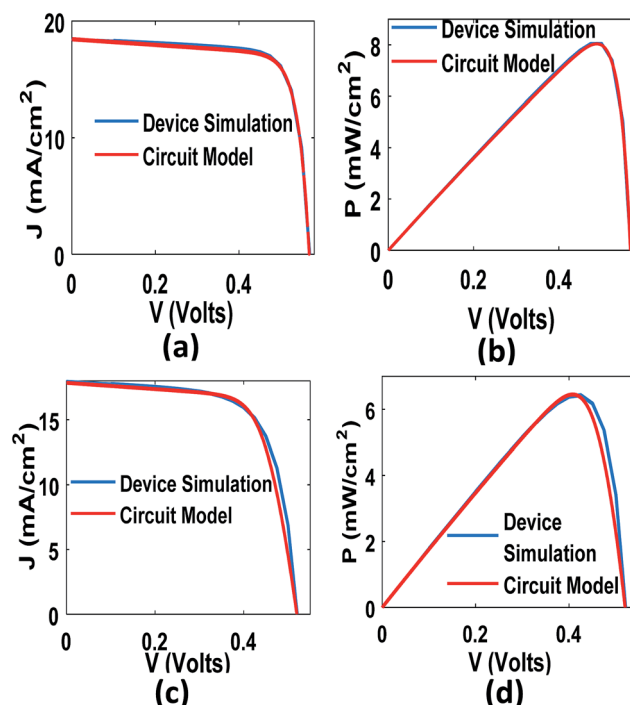 20
10
0
J (mA/cm²)
Device Simulation
Circuit Model
0
0.2
0.4
V (Volts)
(a)
8
6
4
2
0
P (mW/cm²)
Device Simulation
Circuit Model
0
0.2
0.4
V (Volts)
(b)
15
10
5
0
J (mA/cm²)
Device Simulation
Circuit Model
0
0.2
0.4
V (Volts)
(c)
6
4
2
0
P (mW/cm²)
Device
Simulation
Circuit Model
0
0.2
0.4
V (Volts)
(d)